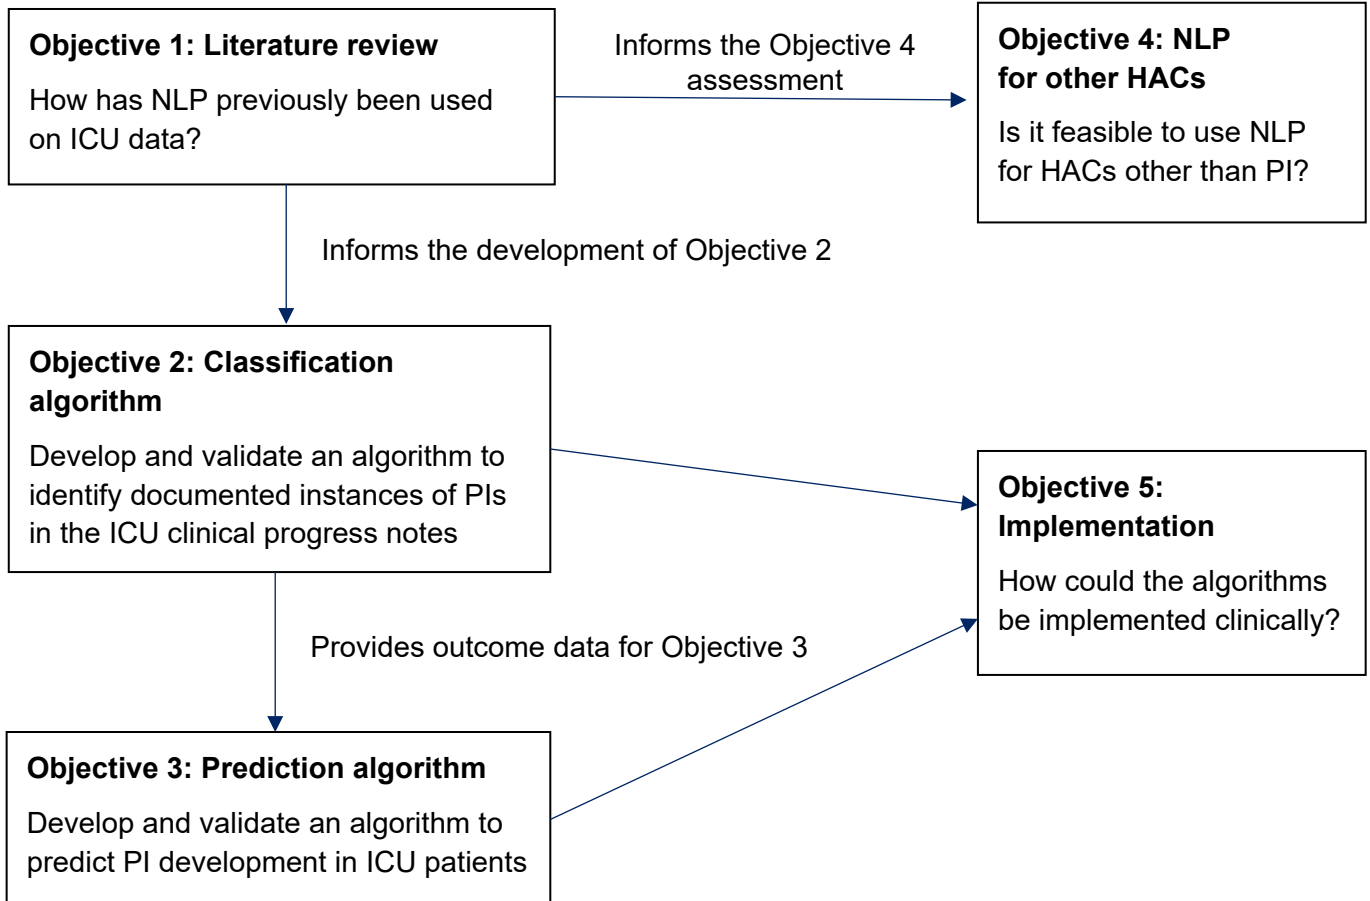 Objective 1: Literature review
How has NLP previously been used
on ICU data?
Informs the Objective 4
assessment
Objective 4: NLP
for other HACs
Is it feasible to use NLP
for HACs other than PI?
Informs the development of Objective 2
Objective 2: Classification
algorithm
Develop and validate an algorithm to
identify documented instances of PIs
in the ICU clinical progress notes
Objective 5:
Implementation
How could the algorithms
be implemented clinically?
Provides outcome data for Objective 3
Objective 3: Prediction algorithm
Develop and validate an algorithm to
predict PI development in ICU patients